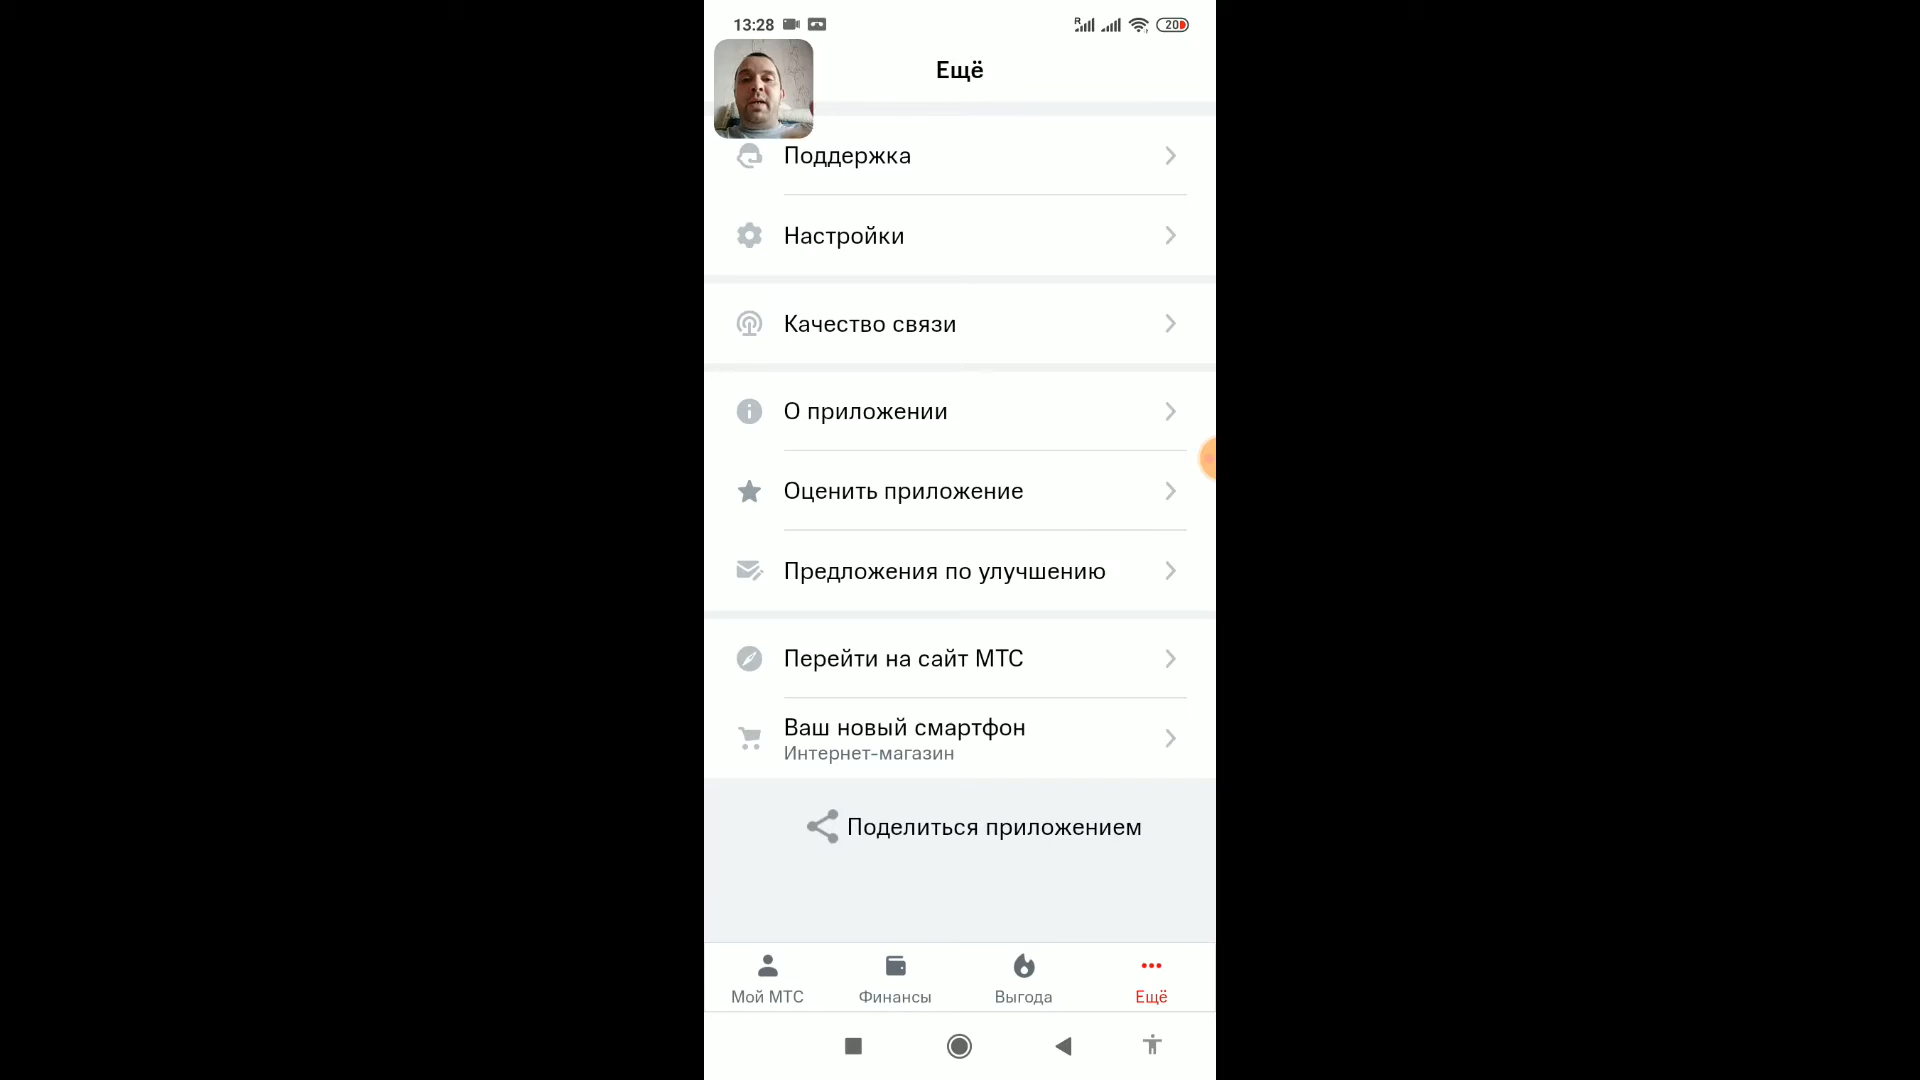 13:28
R
20
Ещё
Поддержка
Настройки
Качество связи
О приложении
Оценить приложение
Предложения по улучшению
Перейти на сайт МТС
Ваш новый смартфон
Интернет-магазин
Поделиться приложением
Мой МТС
Финансы
Выгода
Ещё